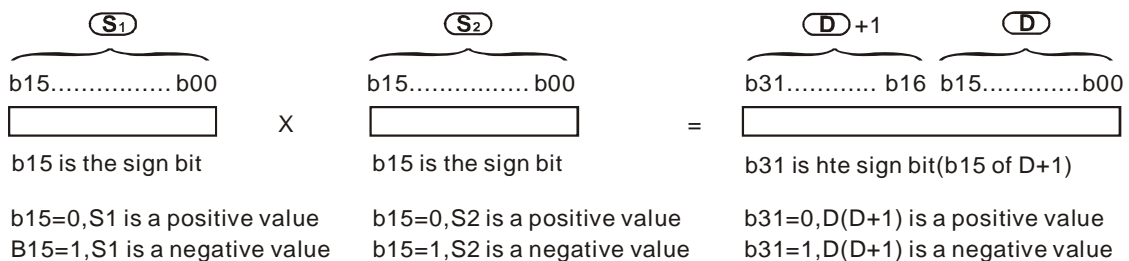 S1 S2 D +1 D
b15................ b00 b15................ b00 b31............ b16 b15.............b00
X =
b15 is the sign bit b15 is the sign bit b31 is hte sign bit(b15 of D+1)
b15=0,S1 is a positive value b15=0,S2 is a positive value b31=0,D(D+1) is a positive value
B15=1,S1 is a negative value b15=1,S2 is a negative value b31=1,D(D+1) is a negative value